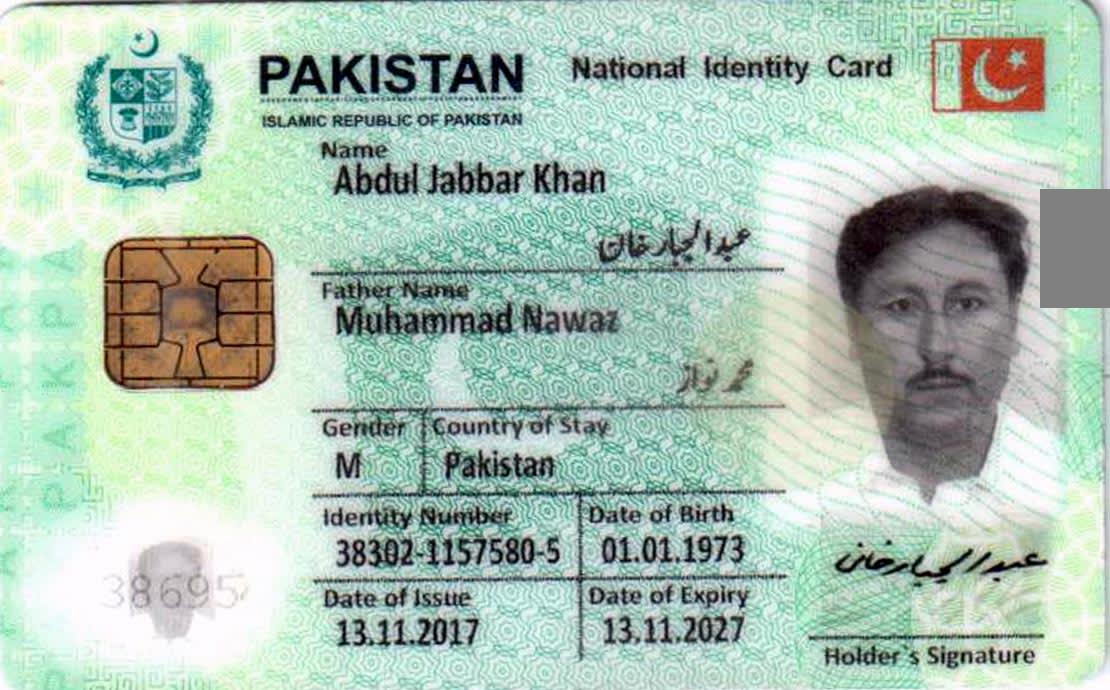 PAKISTAN National Identity Card
ISLAMIC REPUBLIC OF PAKISTAN
Name
Abdul Jabbar Khan
عبدالجبار خان
Father Name
Muhammad Nawaz
محمد نواز
Gender Country of Stay
M Pakistan
Identity Number Date of Birth
38302-1157580-5 01.01.1973
Date of Issue Date of Expiry
13.11.2017 13.11.2027
38695
عبدالجبار خان
Holder`s Signature